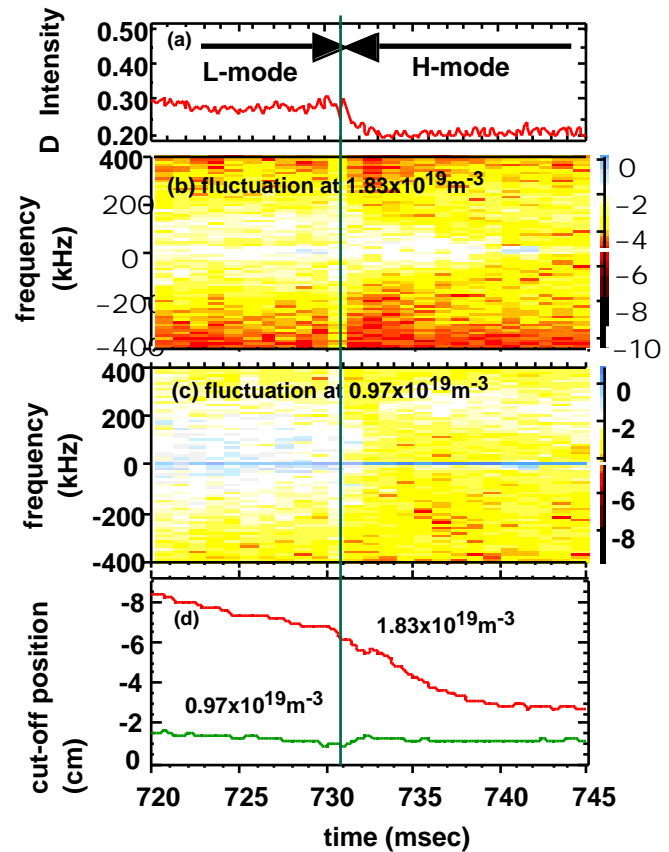 D Intensity
0.50
0.40
0.30
0.20
(a)
L-mode
H-mode
frequency
(kHz)
400
200
0
-200
-400
(b) fluctuation at 1.83x10¹⁹m⁻³
0
-2
-4
-6
-8
-10
frequency
(kHz)
400
200
0
-200
-400
(c) fluctuation at 0.97x10¹⁹m⁻³
0
-2
-4
-6
-8
cut-off position
(cm)
-8
-6
-4
-2
0
(d)
1.83x10¹⁹m⁻³
0.97x10¹⁹m⁻³
720 725 730 735 740 745
time (msec)